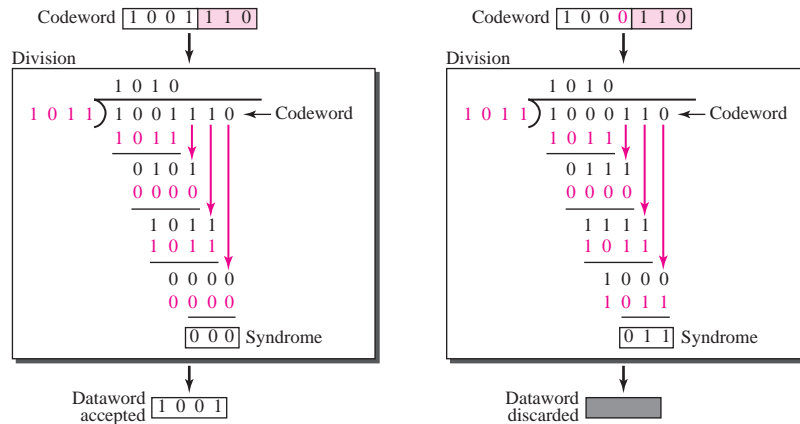 Codeword 1 0 0 1 1 1 0
Division
1 0 1 0
1 0 1 1 1 0 0 1 1 1 0 Codeword
1 0 1 1
0 1 0 1
0 0 0 0
1 0 1 1
1 0 1 1
0 0 0 0
0 0 0 0
0 0 0 Syndrome
Dataword
accepted 1 0 0 1
Codeword 1 0 0 0 1 1 0
Division
1 0 1 0
1 0 1 1 1 0 0 0 1 1 0 Codeword
1 0 1 1
0 1 1 1
0 0 0 0
1 1 1 1
1 0 1 1
1 0 0 0
1 0 1 1
0 1 1 Syndrome
Dataword
discarded